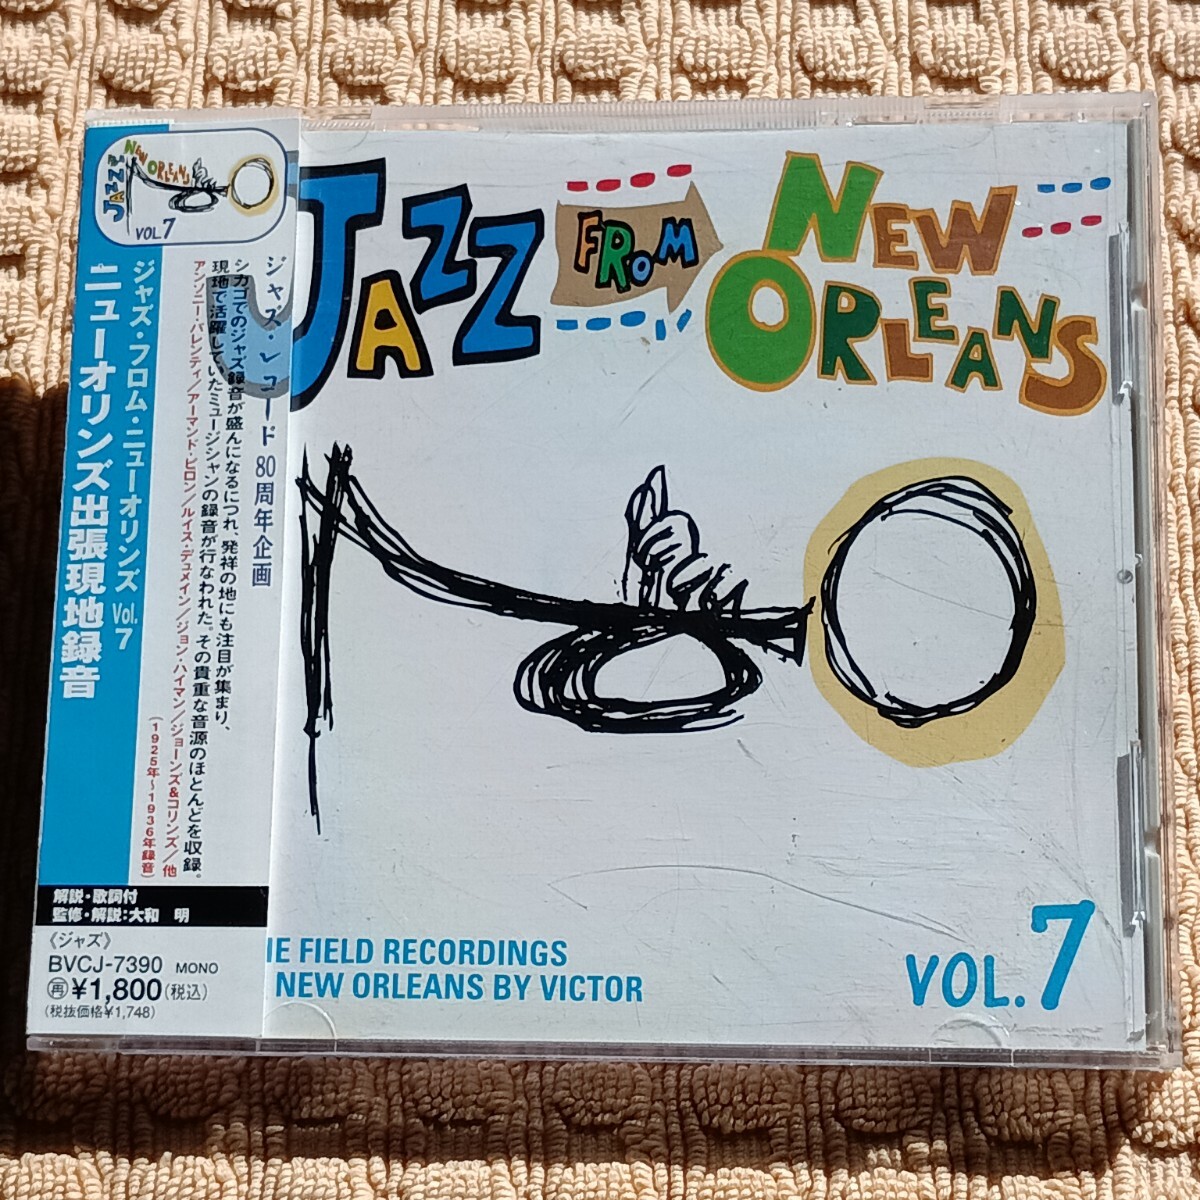 JAZZ FROM NEW ORLEANS
VOL.7
ジャズ・フロム・ニューオリンズ Vol.7
ニューオリンズ出張現地録音
ジャズ・レコード80周年企画
シカゴでのジャズ録音が盛んになるにつれ、発祥の地にも注目が集まり、
現地で活躍していたミュージシャンの録音が行なわれた。その貴重な音源のほとんどを収録。
アンソニー・パレンティ/アーマンド・ピロン/ルイス・デュメイン/ジョン・ハイマン/ジョーンズ&コリンズ/他
(1925年~1936年録音)
解説・歌詞付
監修・解説:大和 明
《ジャズ》
BVCJ-7390 MONO
再 ¥1,800(税込)
(税抜価格¥1,748)
JAZZ FROM NEW ORLEANS
HE FIELD RECORDINGS
NEW ORLEANS BY VICTOR
VOL.7